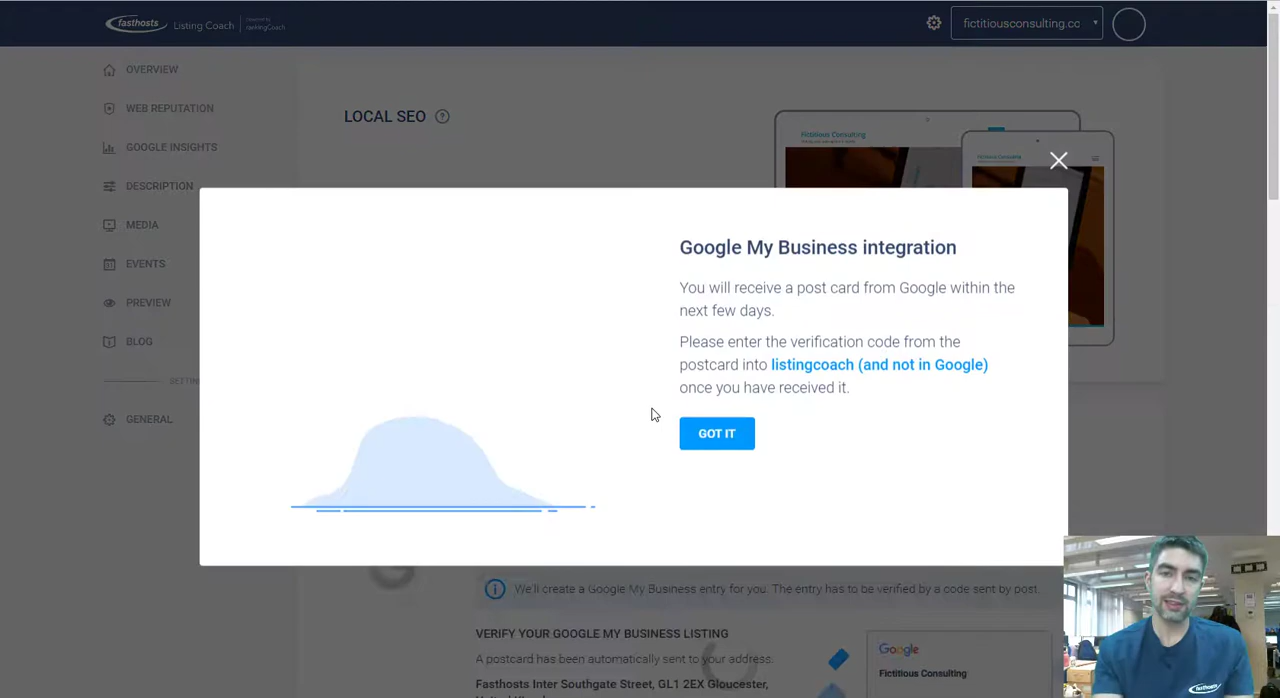 fasthosts Listing Coach
rankingCoach
fictitiousconsulting.cc
OVERVIEW
WEB REPUTATION
GOOGLE INSIGHTS
DESCRIPTION
MEDIA
EVENTS
PREVIEW
BLOG
GENERAL
LOCAL SEO ?
Fictitious Consulting
Google My Business integration
You will receive a post card from Google within the
next few days.
Please enter the verification code from the
postcard into listingcoach (and not in Google)
once you have received it.
GOT IT
We'll create a Google My Business entry for you. The entry has to be verified by a code sent by post.
VERIFY YOUR GOOGLE MY BUSINESS LISTING
A postcard has been automatically sent to your address.
Fasthosts Inter Southgate Street, GL1 2EX Gloucester,
Google
Fictitious Consulting
fasthosts